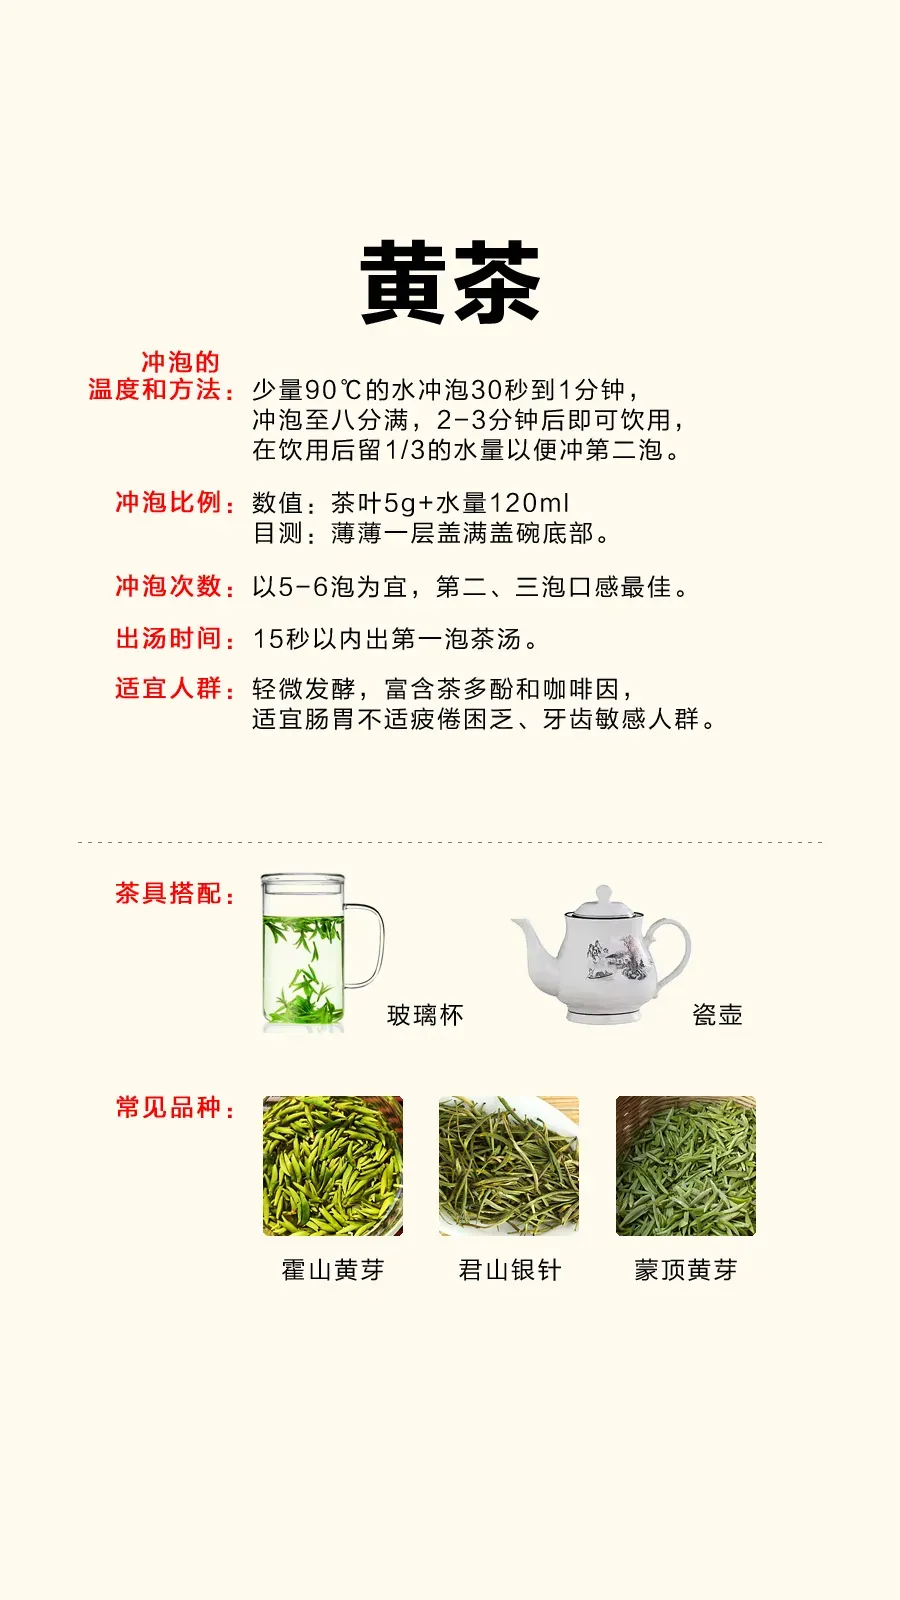 黄茶
冲泡的
温度和方法：少量90℃的水冲泡30秒到1分钟，
冲泡至八分满，2-3分钟后即可饮用，
在饮用后留1/3的水量以便冲第二泡。
冲泡比例：数值：茶叶5g+水量120ml
目测：薄薄一层盖满盖碗底部。
冲泡次数：以5-6泡为宜，第二、三泡口感最佳。
出汤时间：15秒以内出第一泡茶汤。
适宜人群：轻微发酵，富含茶多酚和咖啡因，
适宜肠胃不适疲倦困乏、牙齿敏感人群。
茶具搭配：
玻璃杯 瓷壶
常见品种：
霍山黄芽 君山银针 蒙顶黄芽